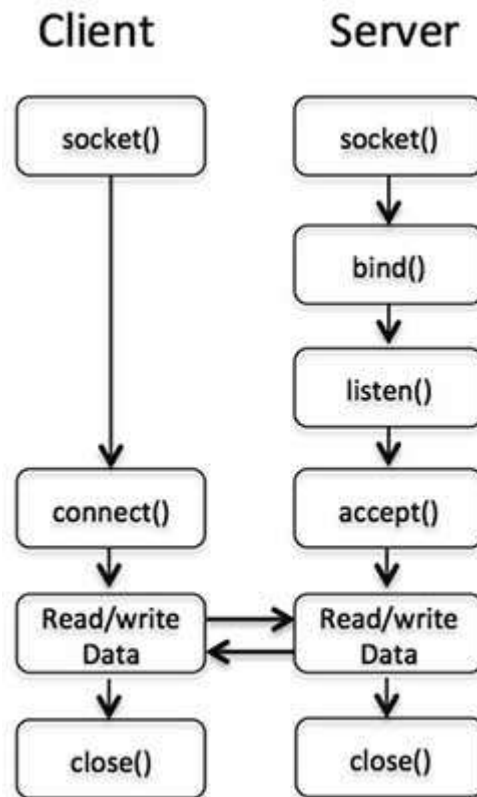 Client
Server
socket()
socket()
bind()
listen()
connect()
accept()
Read/write
Data
Read/write
Data
close()
close()